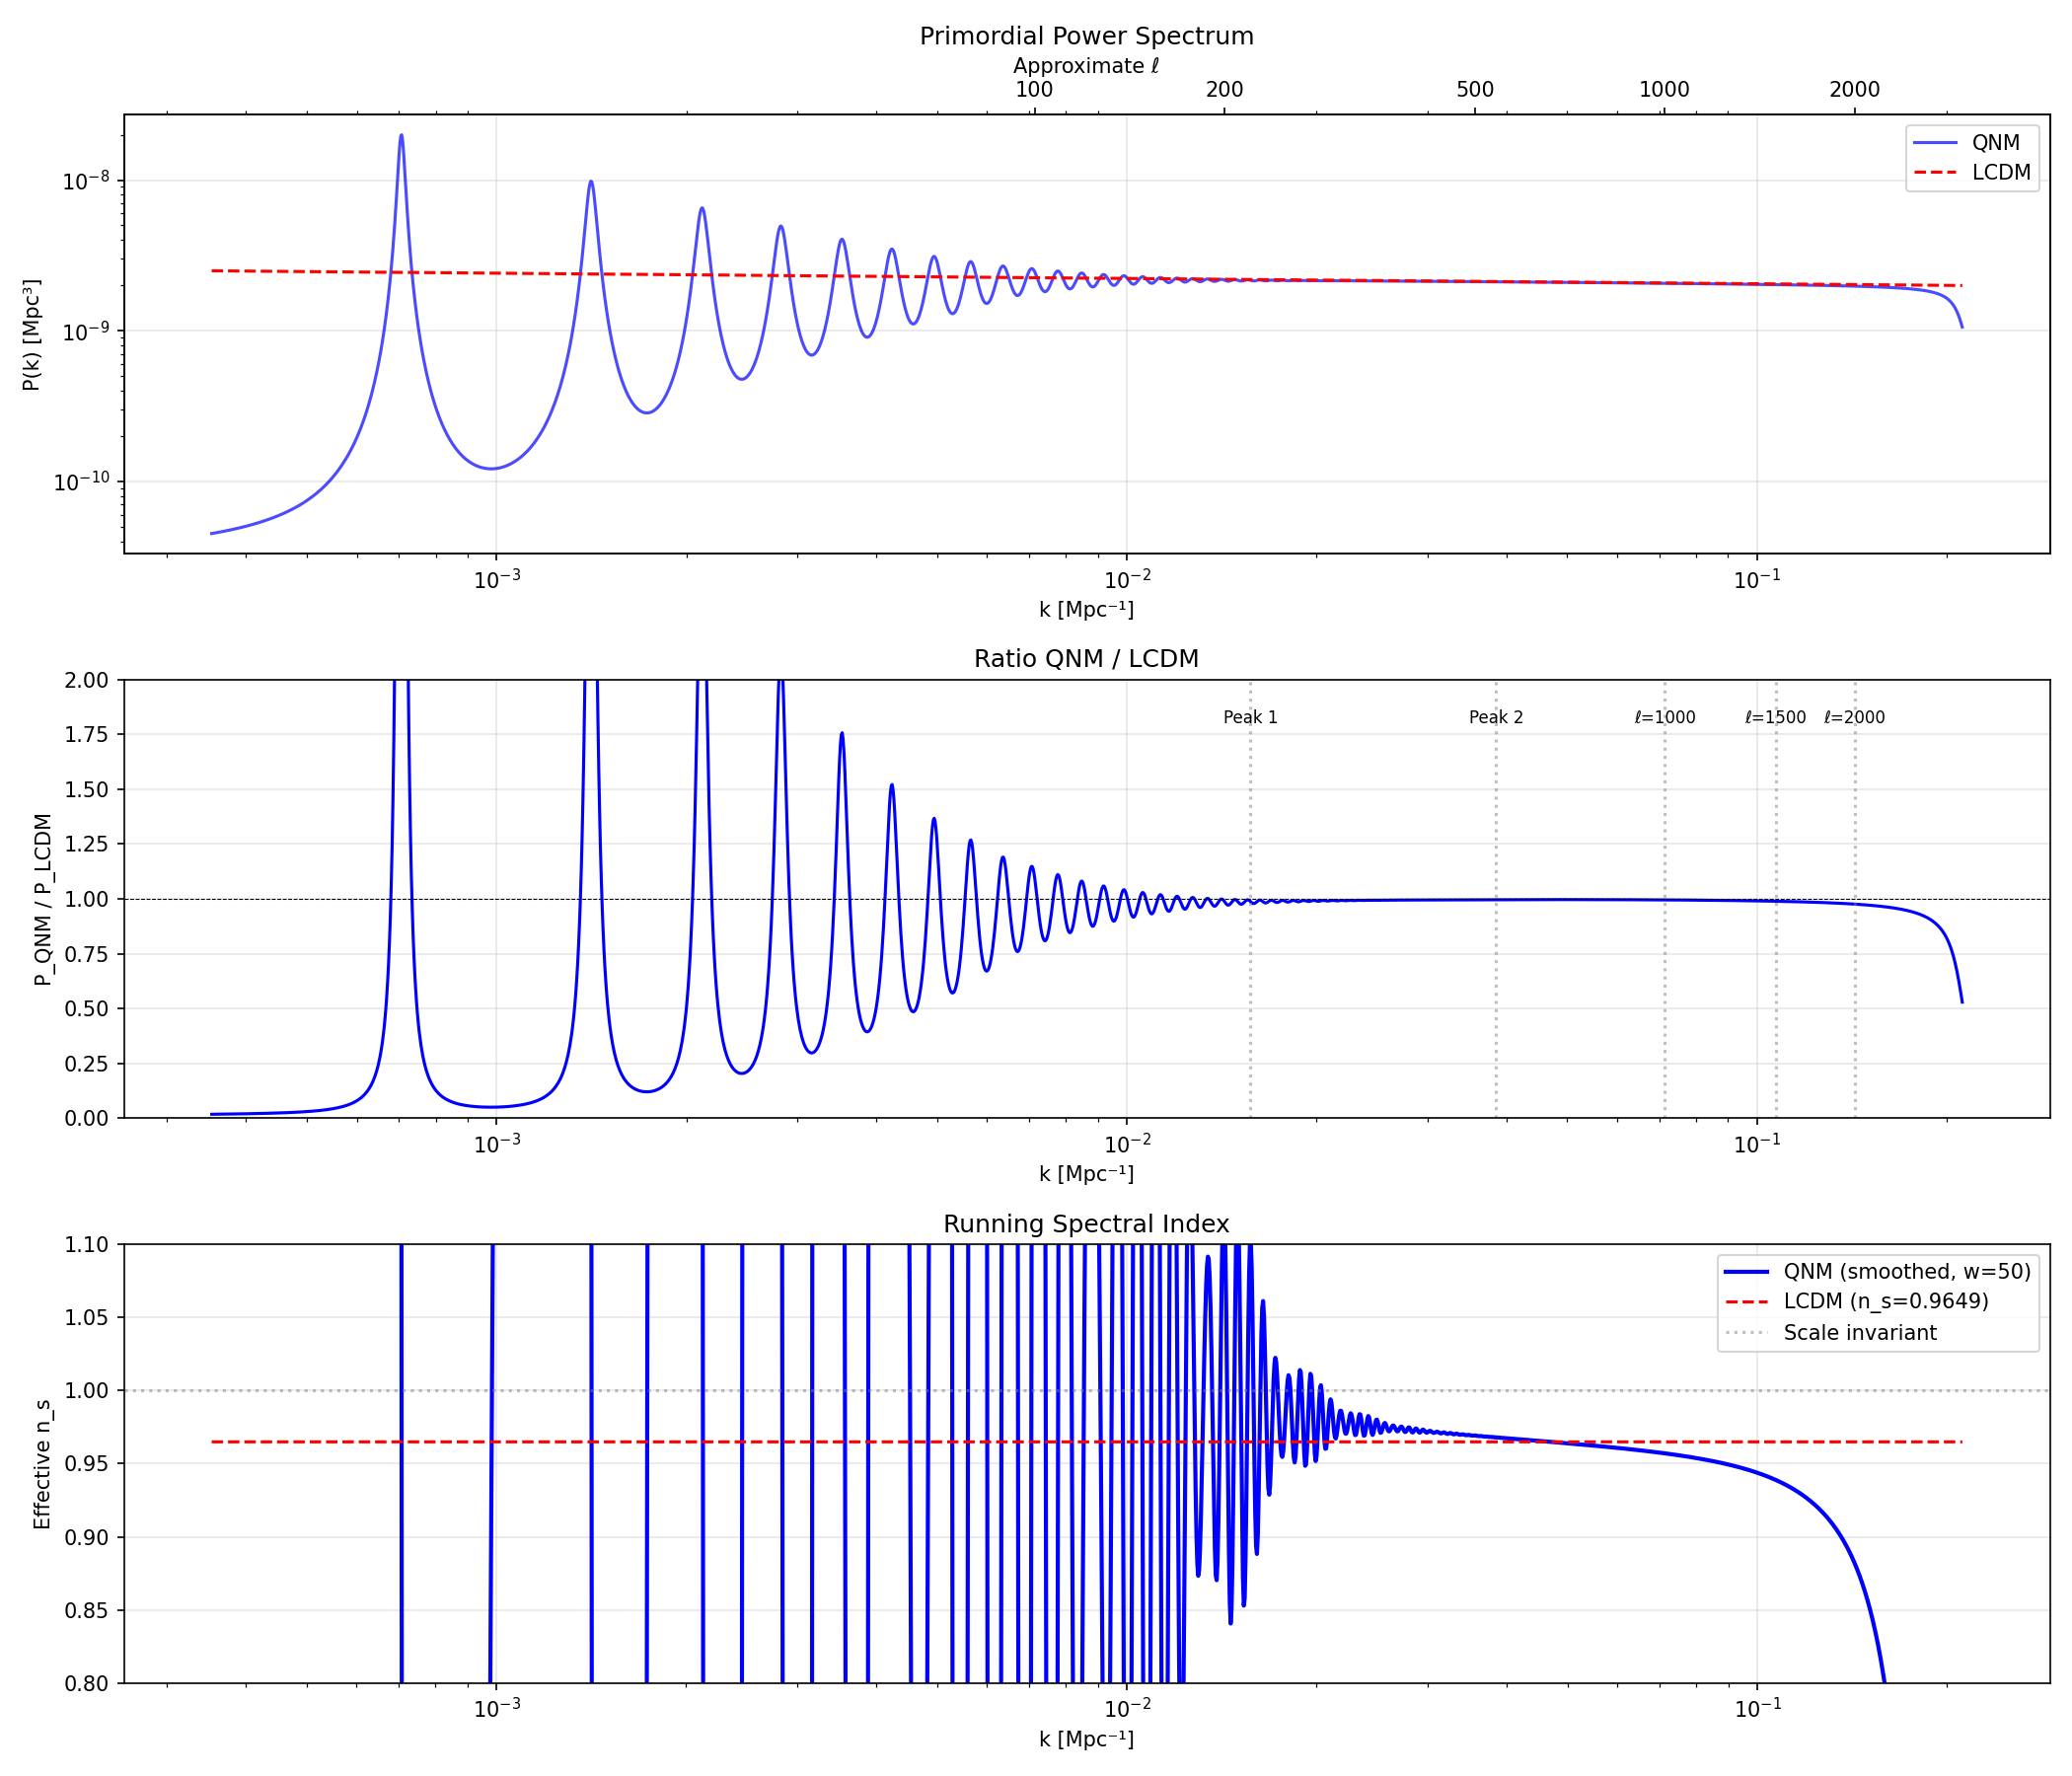 Primordial Power Spectrum
Approximate ℓ
100 200 500 1000 2000
QNM
LCDM
10⁻⁸
10⁻⁹
10⁻¹⁰
P(k) [Mpc³]
10⁻³ 10⁻² 10⁻¹
k [Mpc⁻¹]
Ratio QNM / LCDM
2.00
1.75
1.50
1.25
1.00
0.75
0.50
0.25
0.00
P_QNM / P_LCDM
Peak 1 Peak 2 ℓ=1000 ℓ=1500 ℓ=2000
10⁻³ 10⁻² 10⁻¹
k [Mpc⁻¹]
Running Spectral Index
1.10
1.05
1.00
0.95
0.90
0.85
0.80
Effective n_s
QNM (smoothed, w=50)
LCDM (n_s=0.9649)
Scale invariant
10⁻³ 10⁻² 10⁻¹
k [Mpc⁻¹]